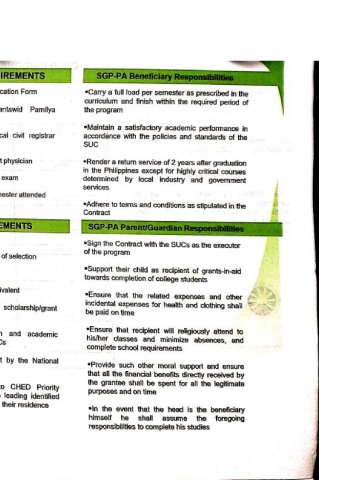 IREMENTS
cation Form
antawid Pamilya
cal civil registrar
t physician
exam
nester attended
EMENTS
of selection
ivalent
scholarship/grant
n and academic
Cs
t by the National
to CHED Priority
leading identified
their residence
SGP-PA Beneficiary Responsibilities
•Carry a full load per semester as prescribed in the
curriculum and finish within the required period of
the program
•Maintain a satisfactory academic performance in
accordance with the policies and standards of the
SUC
•Render a return service of 2 years after graduation
in the Philippines except for highly critical courses
determined by local industry and government
services
•Adhere to terms and conditions as stipulated in the
Contract
SGP-PA Parent/Guardian Responsibilities
•Sign the Contract with the SUCs as the executor
of the program
•Support their child as recipient of grants-in-aid
towards completion of college students
•Ensure that the related expenses and other
incidental expenses for health and clothing shall
be paid on time
•Ensure that recipient will religiously attend to
his/her classes and minimize absences, and
complete school requirements
•Provide such other moral support and ensure
that all the financial benefits directly received by
the grantee shall be spent for all the legitimate
purposes and on time
•In the event that the head is the beneficiary
himself he shall assume the foregoing
responsibilities to complete his studies